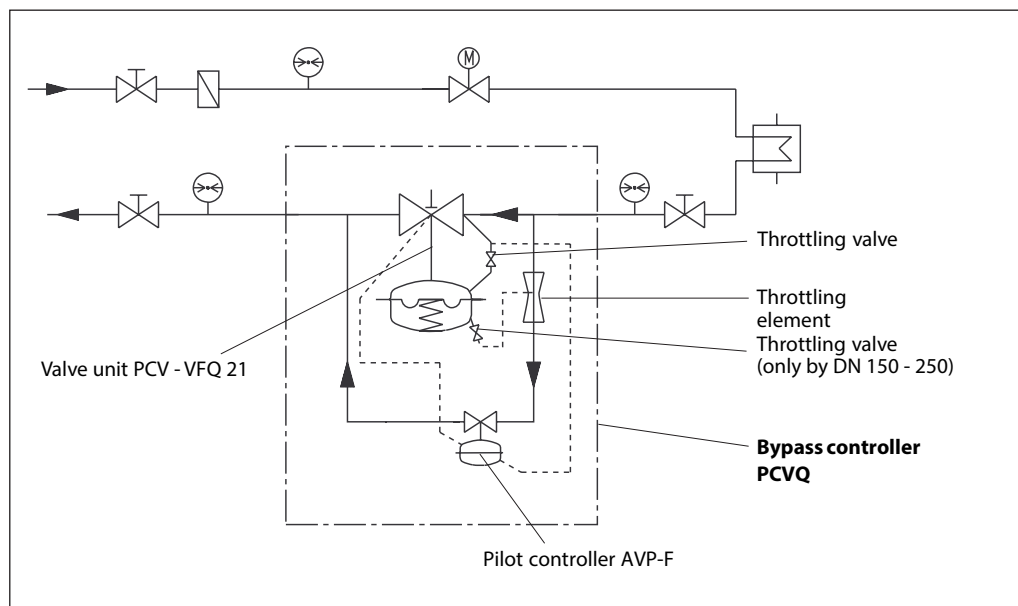 M
Throttling valve
Throttling
element
Throttling valve
(only by DN 150 - 250)
Valve unit PCV - VFQ 21
Bypass controller
PCVQ
Pilot controller AVP-F